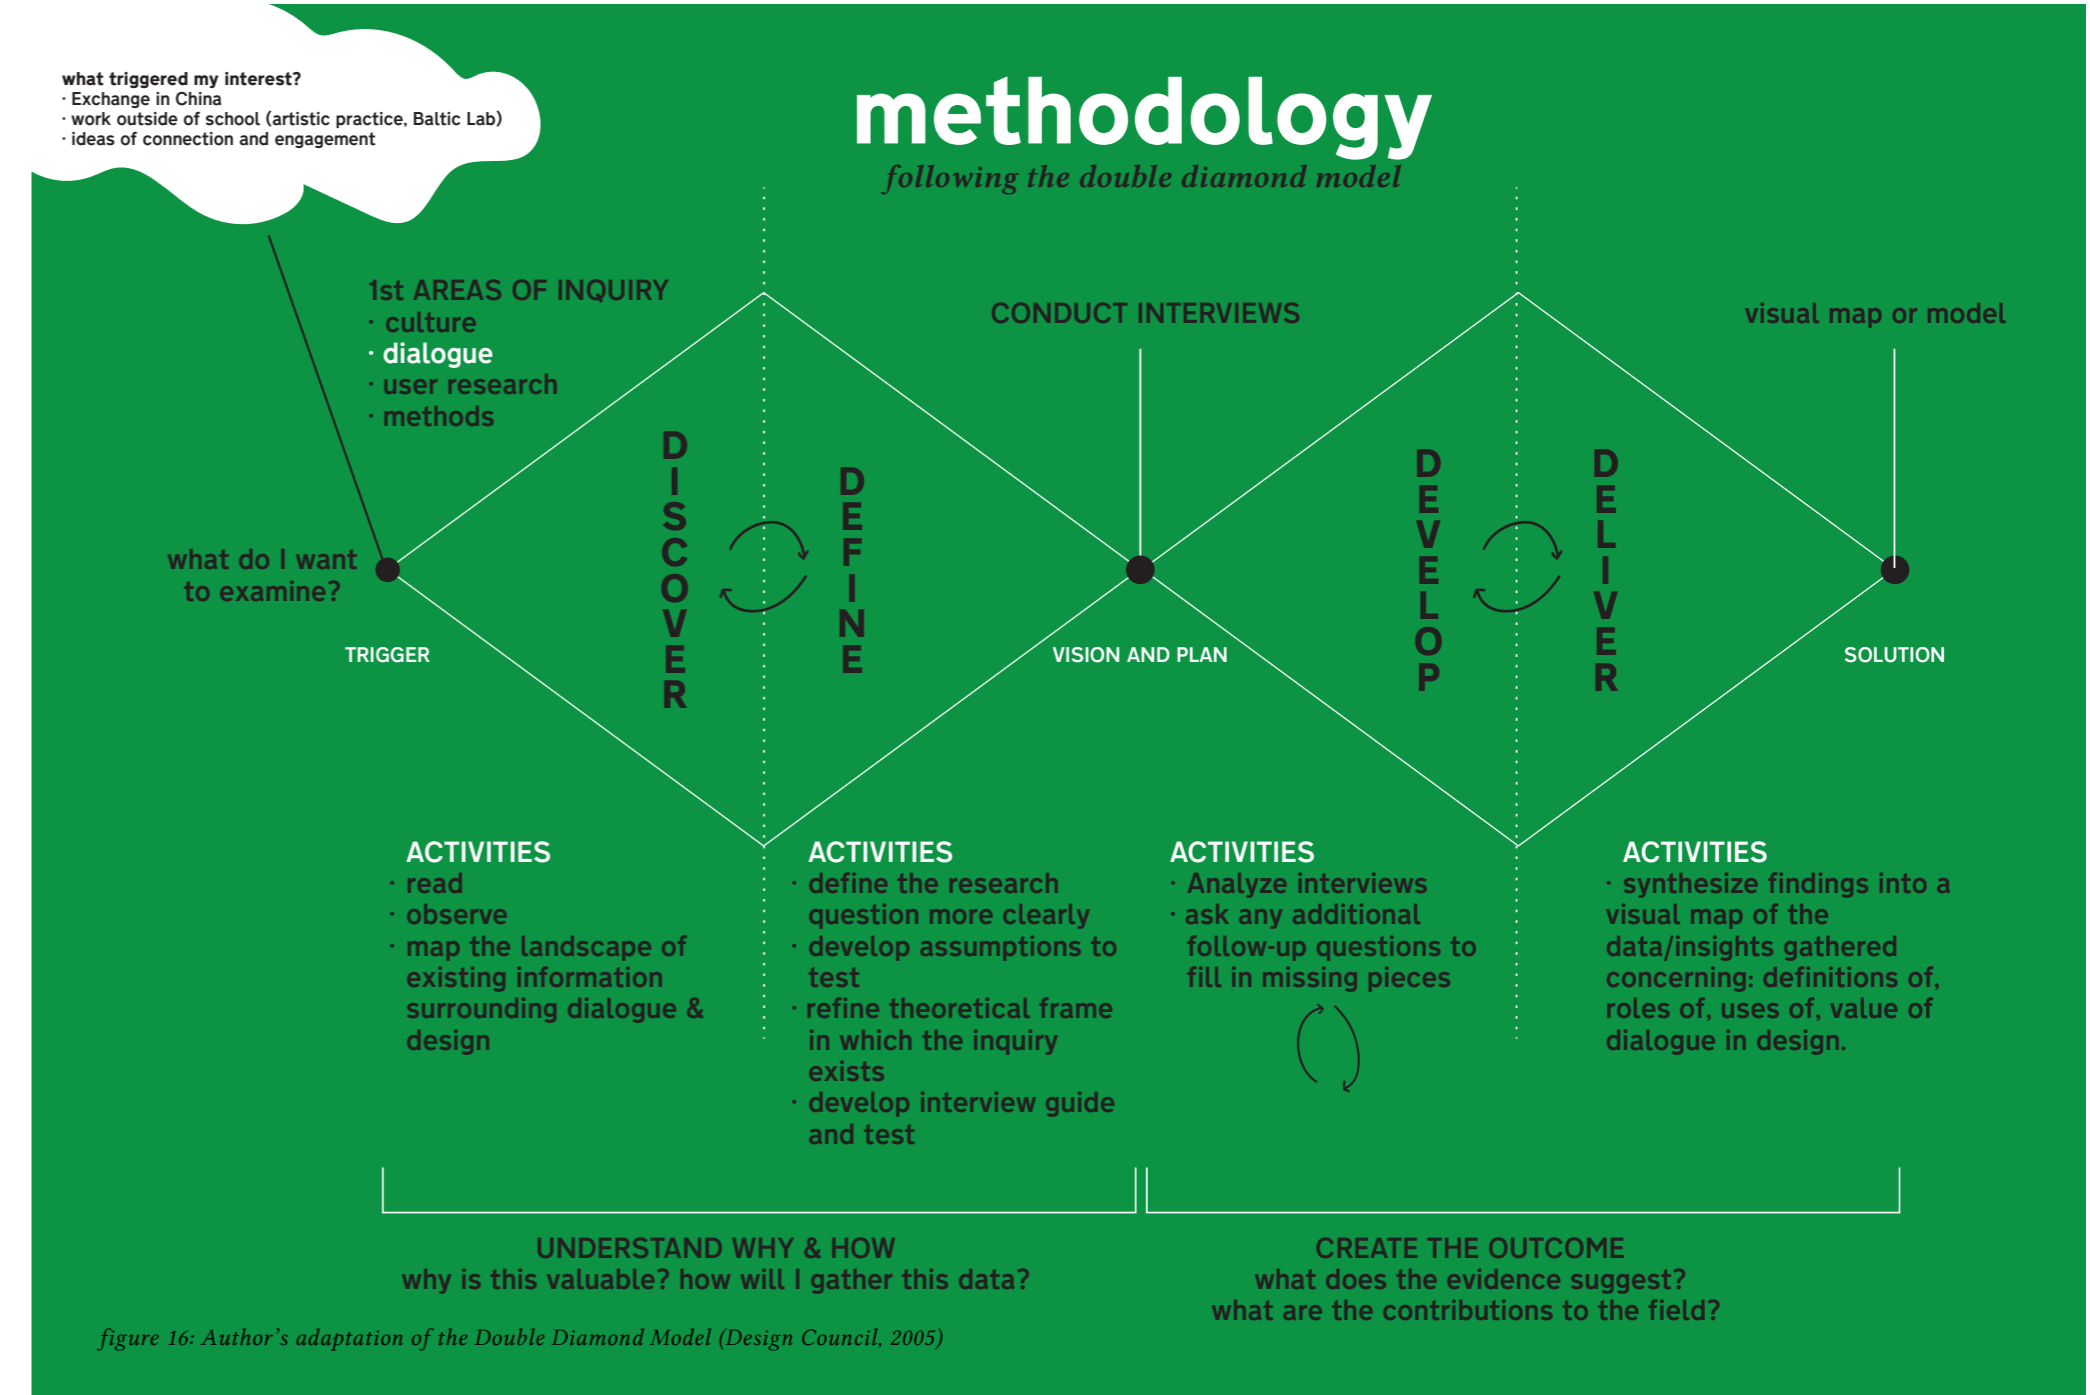 what triggered my interest?
· Exchange in China
· work outside of school (artistic practice, Baltic Lab)
· ideas of connection and engagement
methodology
following the double diamond model
1st AREAS OF INQUIRY
· culture
· dialogue
· user research
· methods
CONDUCT INTERVIEWS
visual map or model
what do I want
to examine?
TRIGGER
DISCOVER
DEFINE
VISION AND PLAN
DEVELOP
DELIVER
SOLUTION
ACTIVITIES
· read
· observe
· map the landscape of
existing information
surrounding dialogue &
design
ACTIVITIES
· define the research
question more clearly
· develop assumptions to
test
· refine theoretical frame
in which the inquiry
exists
· develop interview guide
and test
ACTIVITIES
· Analyze interviews
· ask any additional
follow-up questions to
fill in missing pieces
ACTIVITIES
· synthesize findings into a
visual map of the
data/insights gathered
concerning: definitions of,
roles of, uses of, value of
dialogue in design.
UNDERSTAND WHY & HOW
why is this valuable? how will I gather this data?
CREATE THE OUTCOME
what does the evidence suggest?
what are the contributions to the field?
figure 16: Author's adaptation of the Double Diamond Model (Design Council, 2005)